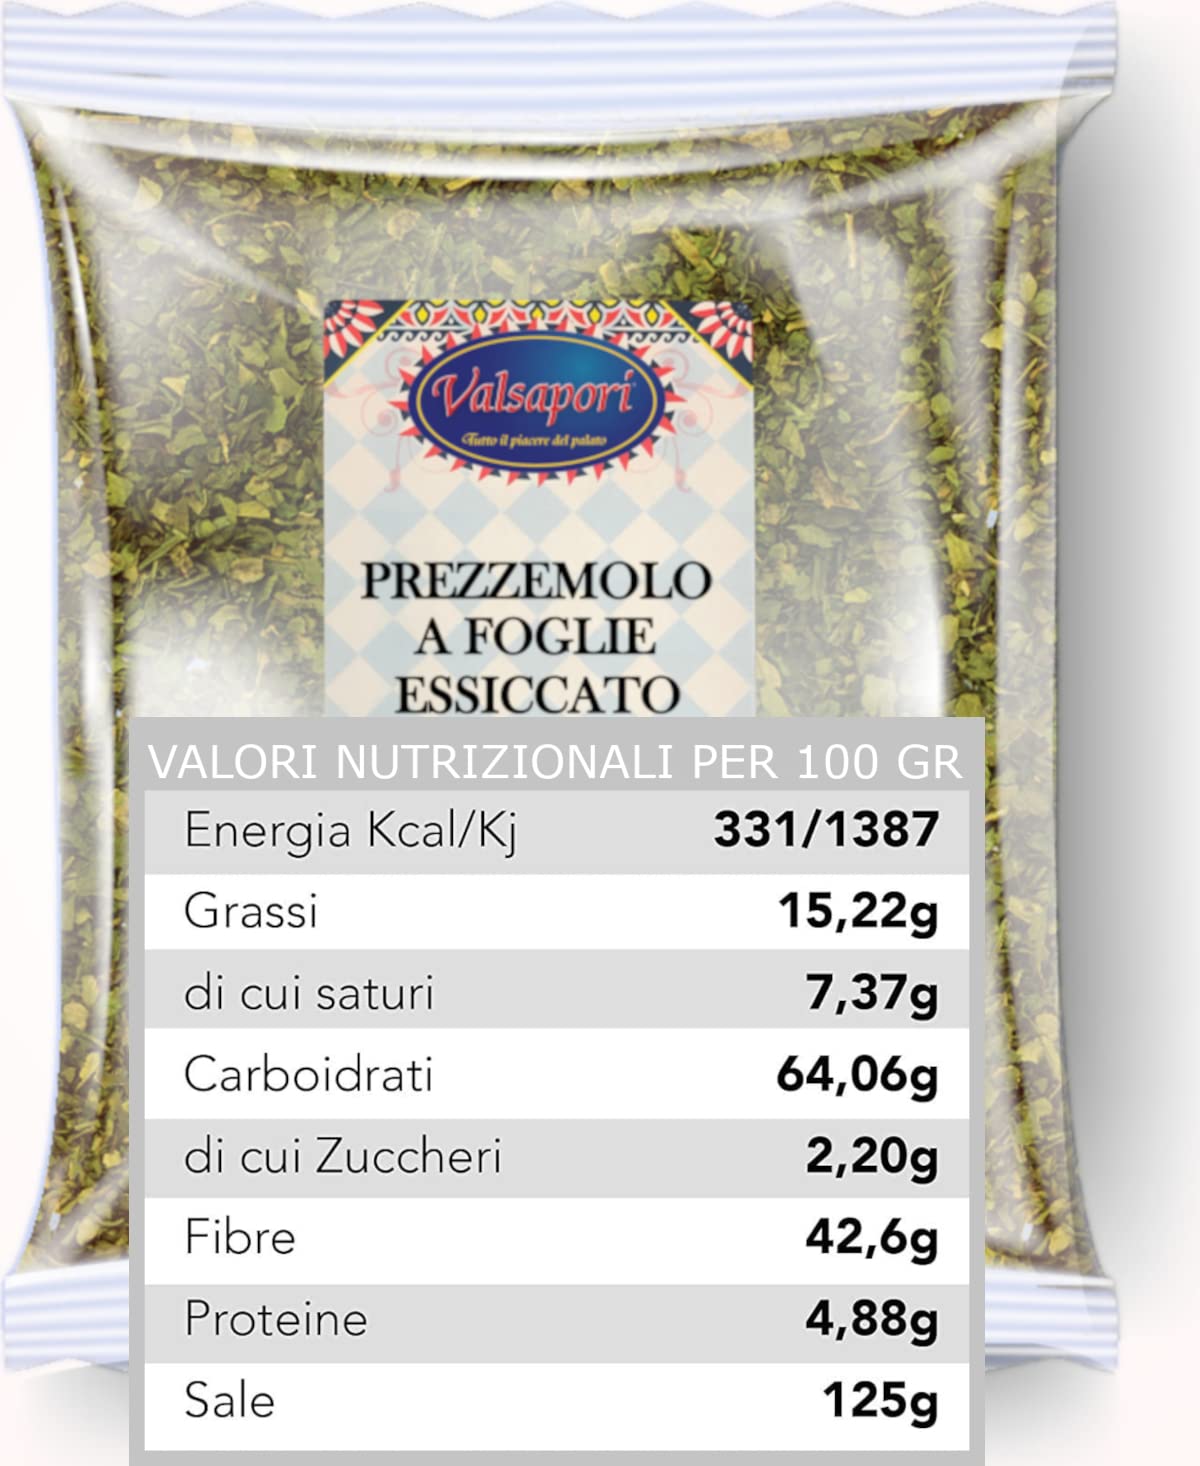 Valsapori
Tutto il piacere del palato
PREZZEMOLO
A FOGLIE
ESSICCATO
VALORI NUTRIZIONALI PER 100 GR
Energia Kcal/Kj 331/1387
Grassi 15,22g
di cui saturi 7,37g
Carboidrati 64,06g
di cui Zuccheri 2,20g
Fibre 42,6g
Proteine 4,88g
Sale 125g